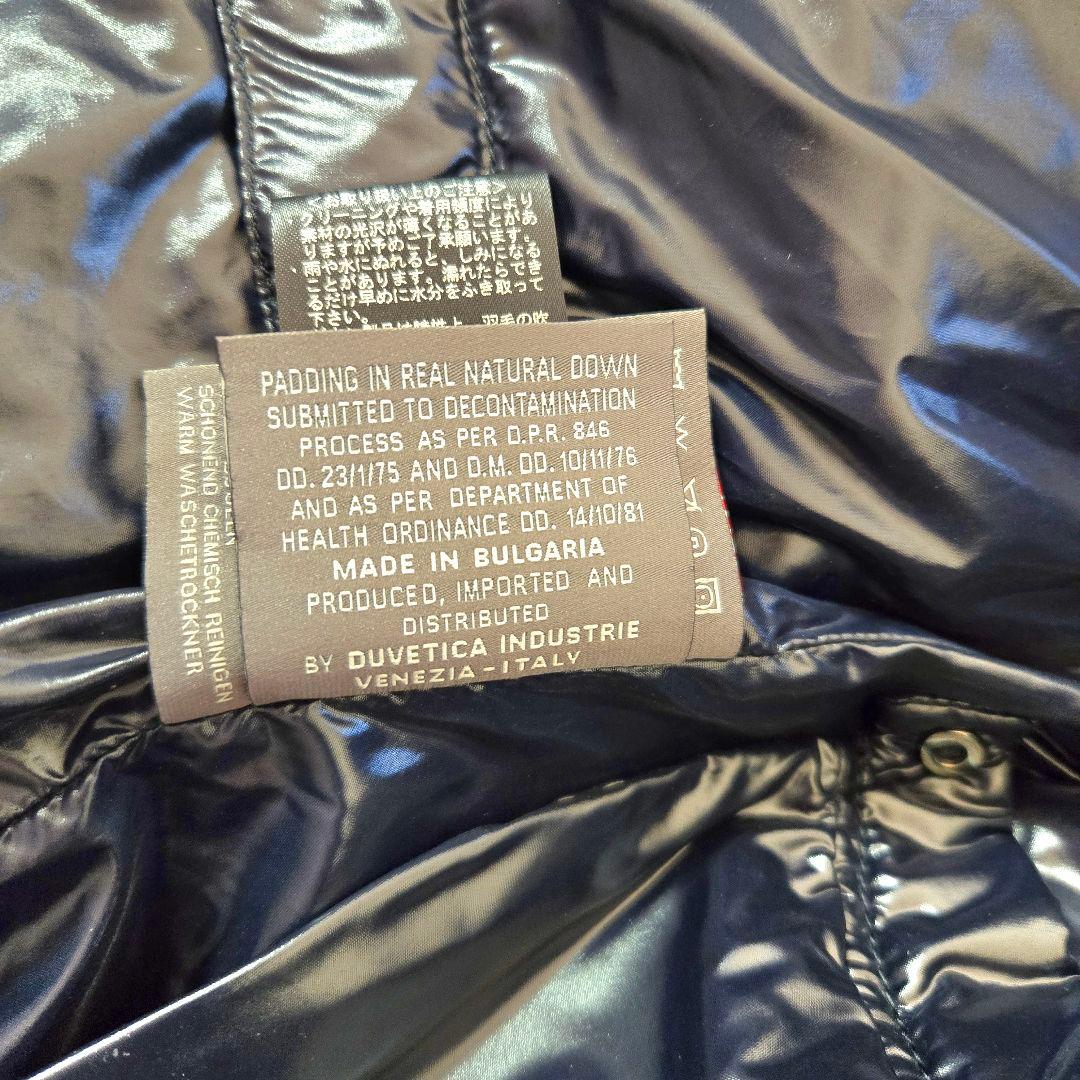 <お取り扱い上のご注意>
クリーニングや着用頻度により
素材の光沢が薄くなることがあ
りますが予めご了承願います。
雨や水にぬれると、しみになる
ことがあります。濡れたらでき
るだけ早めに水分をふき取って
下さい。
羽毛の吹
PADDING IN REAL NATURAL DOWN
SUBMITTED TO DECONTAMINATION
PROCESS AS PER D.P.R. 846
DD. 23/1/75 AND D.M. DD. 10/11/76
AND AS PER DEPARTMENT OF
HEALTH ORDINANCE DD. 14/10/81
MADE IN BULGARIA
PRODUCED, IMPORTED AND
DISTRIBUTED
BY DUVETICA INDUSTRIE
VENEZIA-ITALY
SCHONEND CHEMISCH REINIGEN
WARM WASCHETROCKNER